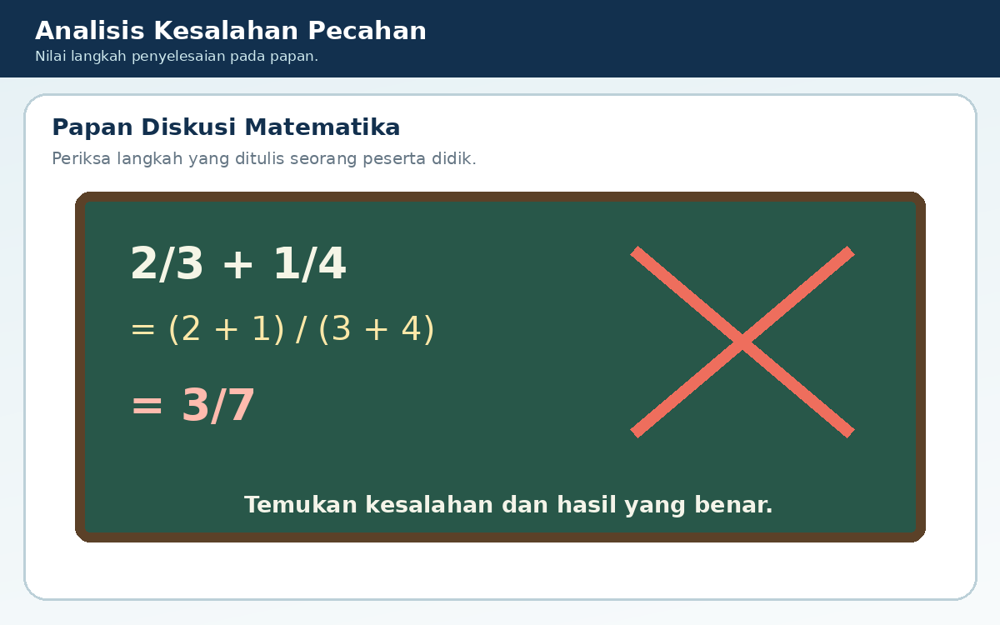 Analisis Kesalahan Pecahan
Nilai langkah penyelesaian pada papan.
Papan Diskusi Matematika
Periksa langkah yang ditulis seorang peserta didik.
2/3 + 1/4
= (2 + 1) / (3 + 4)
= 3/7
Temukan kesalahan dan hasil yang benar.